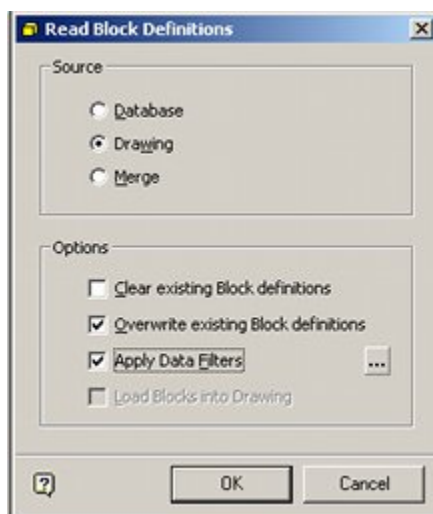 Read Block Definitions
Source
Database
Drawing
Merge
Options
Clear existing Block definitions
Overwrite existing Block definitions
Apply Data Filters
...
Load Blocks into Drawing
?
OK
Cancel